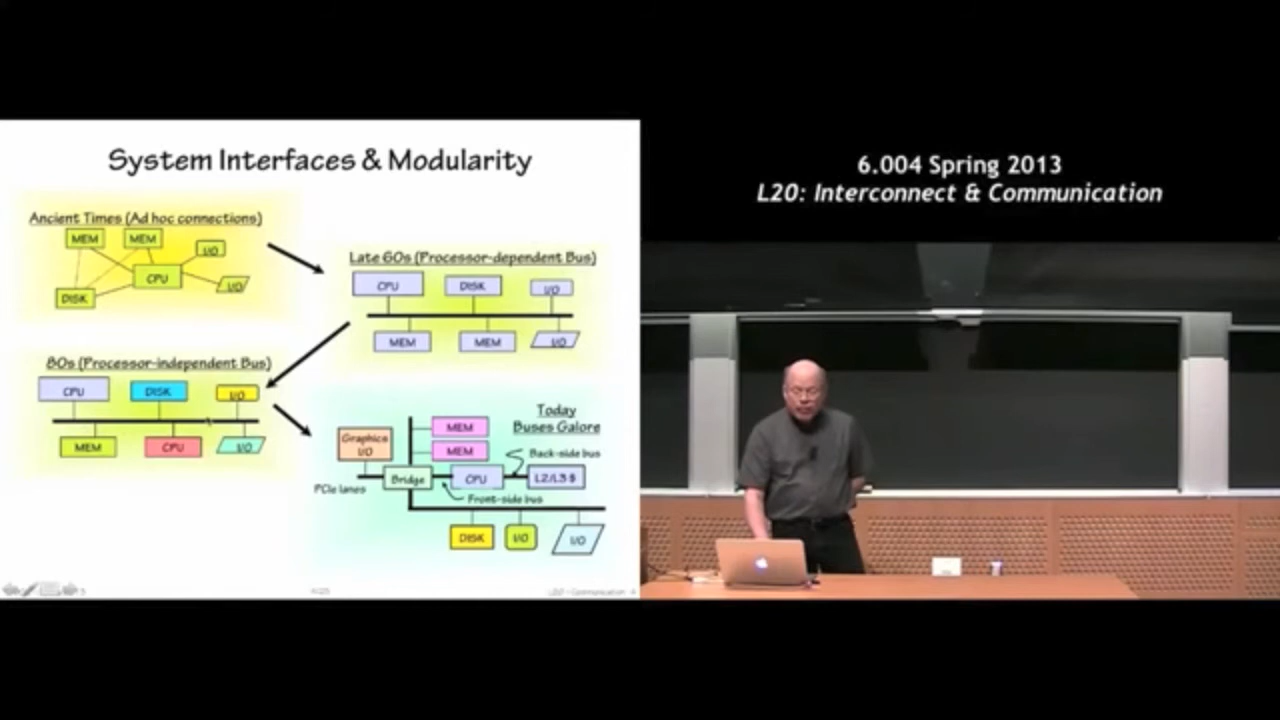 System Interfaces & Modularity
Ancient Times (Ad hoc connections)
MEM
MEM
I/O
CPU
I/O
DISK
Late 60s (Processor-dependent Bus)
CPU
DISK
I/O
MEM
MEM
I/O
80s (Processor-independent Bus)
CPU
DISK
I/O
MEM
CPU
I/O
Today
Buses Galore
Graphics
I/O
MEM
MEM
Back-side bus
Bridge
CPU
L2/L3 $
PCIe lanes
Front-side bus
DISK
I/O
I/O
L20 - Communication
6.004 Spring 2013
L20: Interconnect & Communication